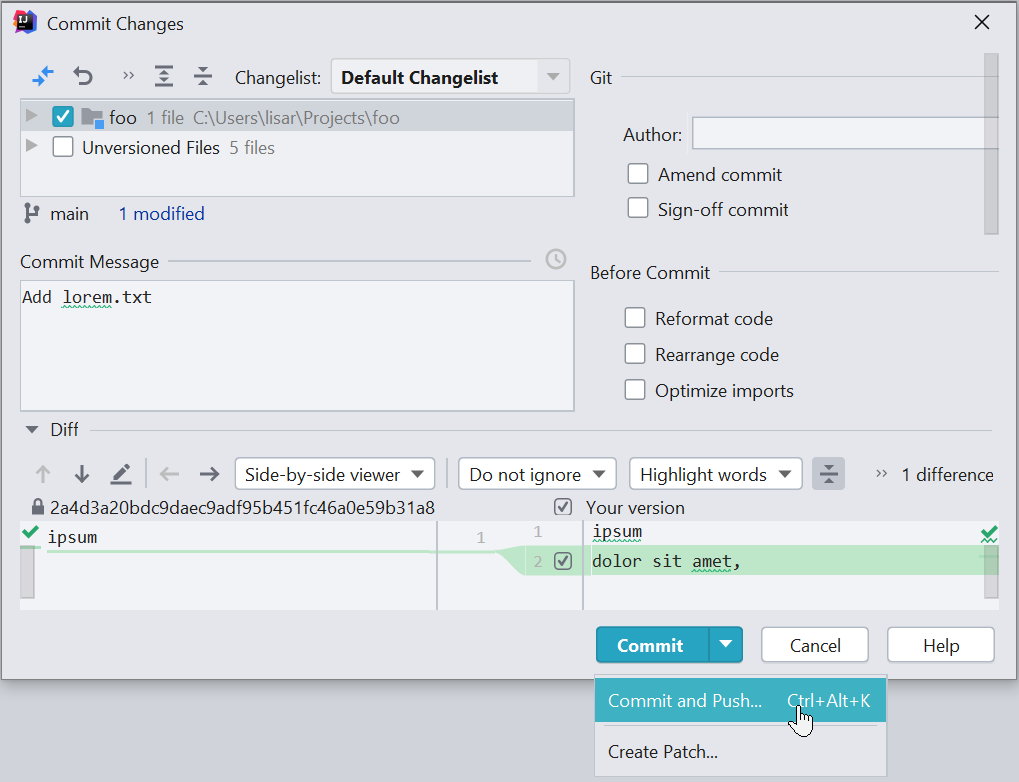 Commit Changes
Changelist: Default Changelist
foo 1 file C:\Users\lisar\Projects\foo
Unversioned Files 5 files
main 1 modified
Commit Message
Add lorem.txt
Git
Author:
Amend commit
Sign-off commit
Before Commit
Reformat code
Rearrange code
Optimize imports
Diff
Side-by-side viewer Do not ignore Highlight words 1 difference
2a4d3a20bdc9daec9adf95b451fc46a0e59b31a8 Your version
ipsum 1 1 ipsum
2 dolor sit amet,
Commit Cancel Help
Commit and Push... Ctrl+Alt+K
Create Patch...